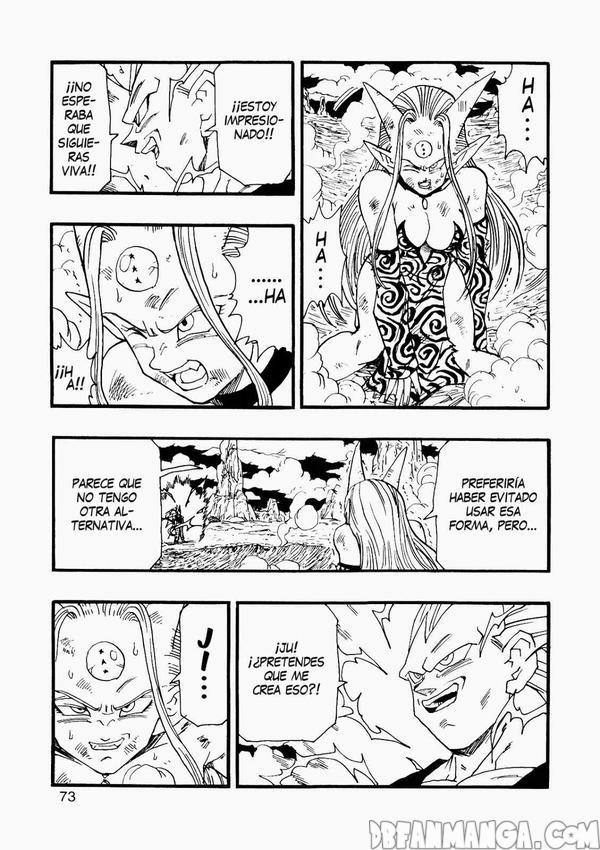 HA...
HA...
¡¡ESTOY
IMPRESIO-
NADO!!
¡¡NO
ESPE-
RABA
QUE
SIGUIE-
RAS
VIVA!!
......
...HA
¡¡H
A!!
PREFERIRÍA
HABER EVITADO
USAR ESA
FORMA, PERO...
PARECE QUE
NO TENGO
OTRA AL-
TERNATIVA...
¡JU!
¡¿PRETENDES
QUE ME
CREA ESO?!
JI...
73
DBFANMANGA.COM